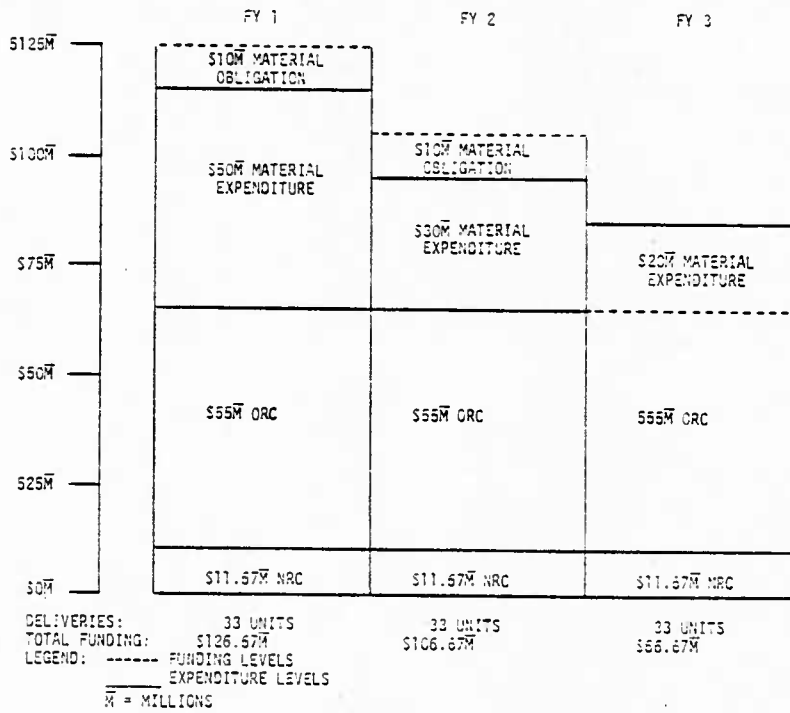 FY 1 FY 2 FY 3
$125M̅
$10M̅ MATERIAL
OBLIGATION
$100M̅
$10M̅ MATERIAL
OBLIGATION
$50M̅ MATERIAL
EXPENDITURE
$30M̅ MATERIAL
EXPENDITURE
$75M̅
$20M̅ MATERIAL
EXPENDITURE
$50M̅
$55M̅ ORC $55M̅ ORC $55M̅ ORC
$25M̅
$0M̅
$11.67M̅ NRC $11.67M̅ NRC $11.67M̅ NRC
DELIVERIES: 33 UNITS 33 UNITS 33 UNITS
TOTAL FUNDING: $126.67M̅ $106.67M̅ $66.67M̅
LEGEND: ------ FUNDING LEVELS
EXPENDITURE LEVELS
M̅ = MILLIONS